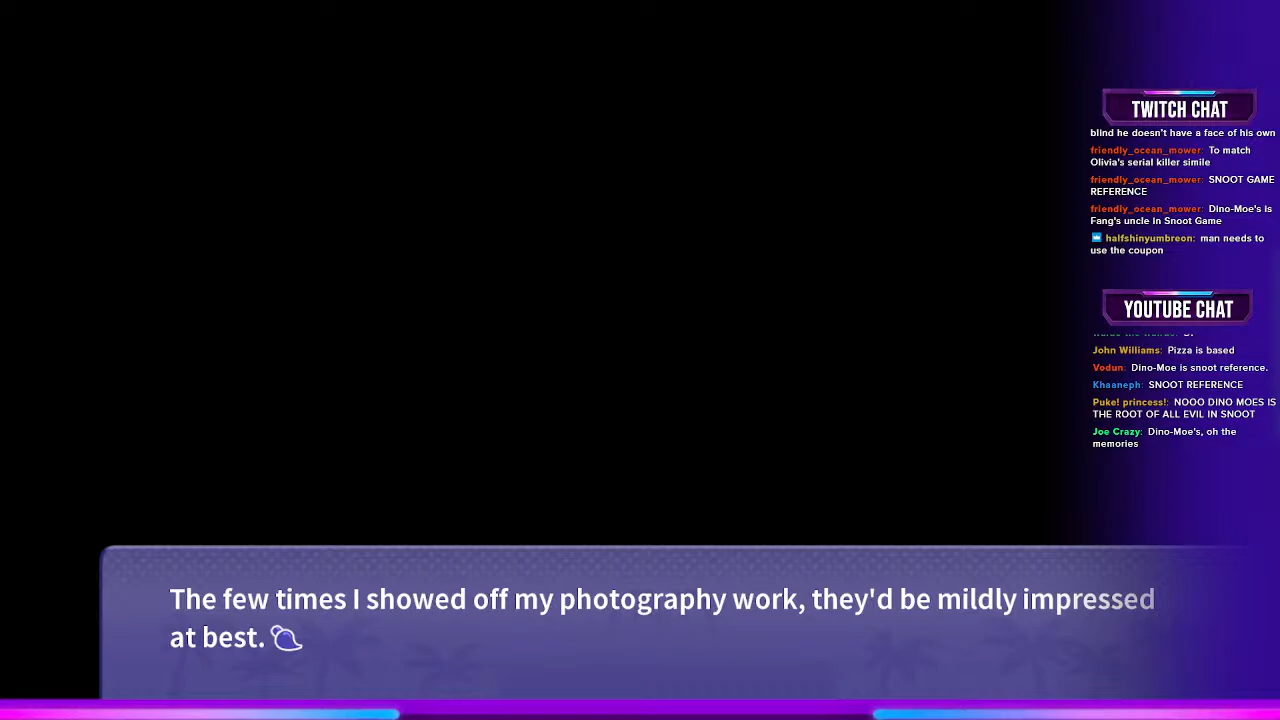 TWITCH CHAT
blind he doesn't have a face of his own
friendly_ocean_mower: To match
Olivia's serial killer simile
friendly_ocean_mower: SNOOT GAME
REFERENCE
friendly_ocean_mower: Dino-Moe's is
Fang's uncle in Snoot Game
halfshinyumbreon: man needs to
use the coupon
YOUTUBE CHAT
John Williams: Pizza is based
Vodun: Dino-Moe is snoot reference.
Khaaneph: SNOOT REFERENCE
Puke! princess!: NOOO DINO MOES IS
THE ROOT OF ALL EVIL IN SNOOT
Joe Crazy: Dino-Moe's, oh the
memories
The few times I showed off my photography work, they'd be mildly impressed
at best.